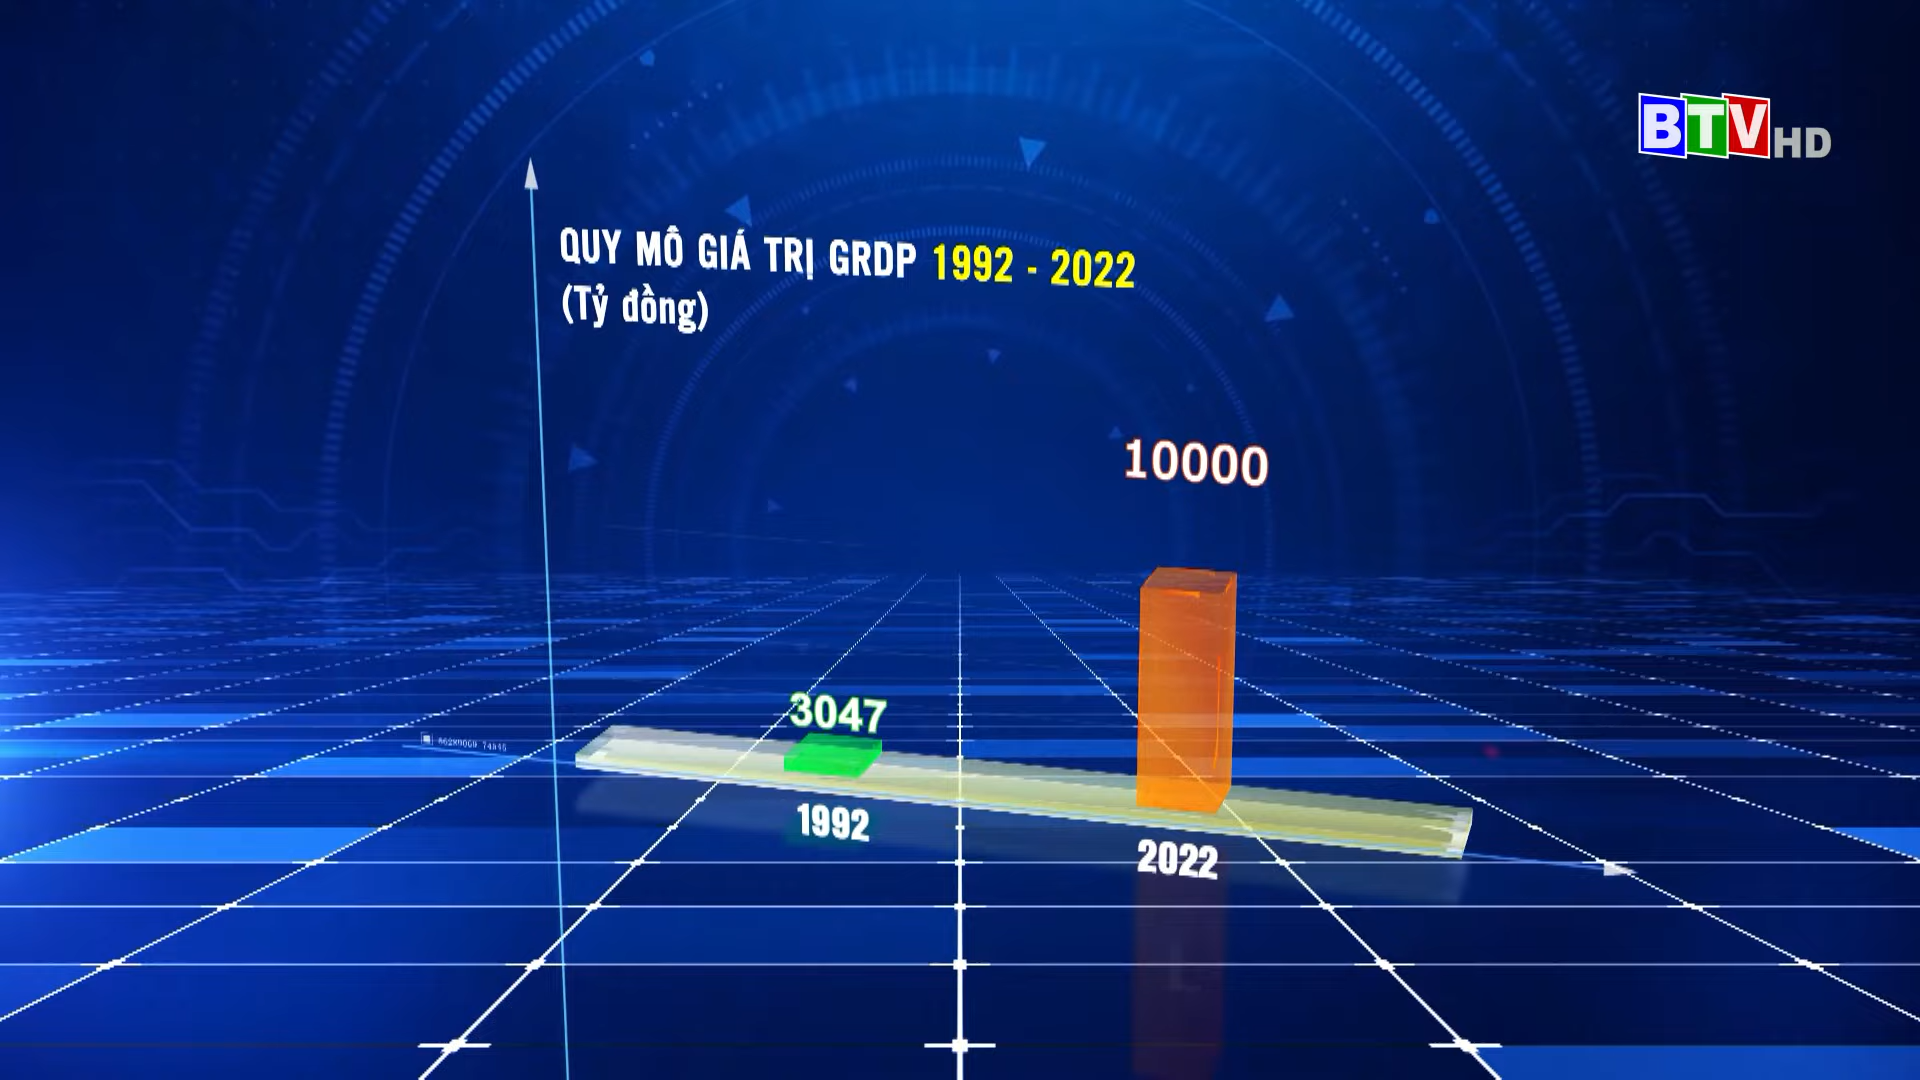 BTV HD
QUY MÔ GIÁ TRỊ GRDP 1992 - 2022
(Tỷ đồng)
10000
3047
1992
2022